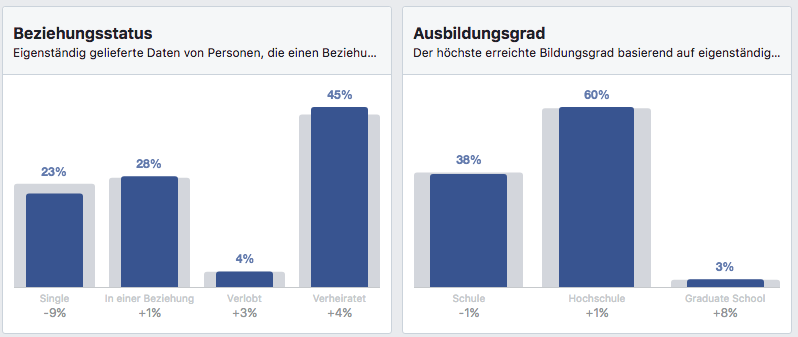 Beziehungsstatus
Eigenständig gelieferte Daten von Personen, die einen Beziehu...
45%
28%
23%
4%
Single
In einer Beziehung
Verlobt
Verheiratet
-9%
+1%
+3%
+4%
Ausbildungsgrad
Der höchste erreichte Bildungsgrad basierend auf eigenständig...
60%
38%
3%
Schule
Hochschule
Graduate School
-1%
+1%
+8%